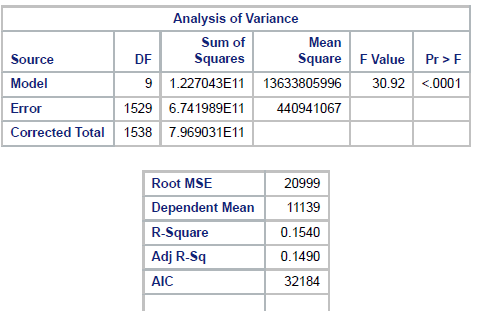 Analysis of Variance
Source DF Sum of Squares Mean Square F Value Pr > F
Model 9 1.227043E11 13633805996 30.92 <.0001
Error 1529 6.741989E11 440941067
Corrected Total 1538 7.969031E11
Root MSE 20999
Dependent Mean 11139
R-Square 0.1540
Adj R-Sq 0.1490
AIC 32184